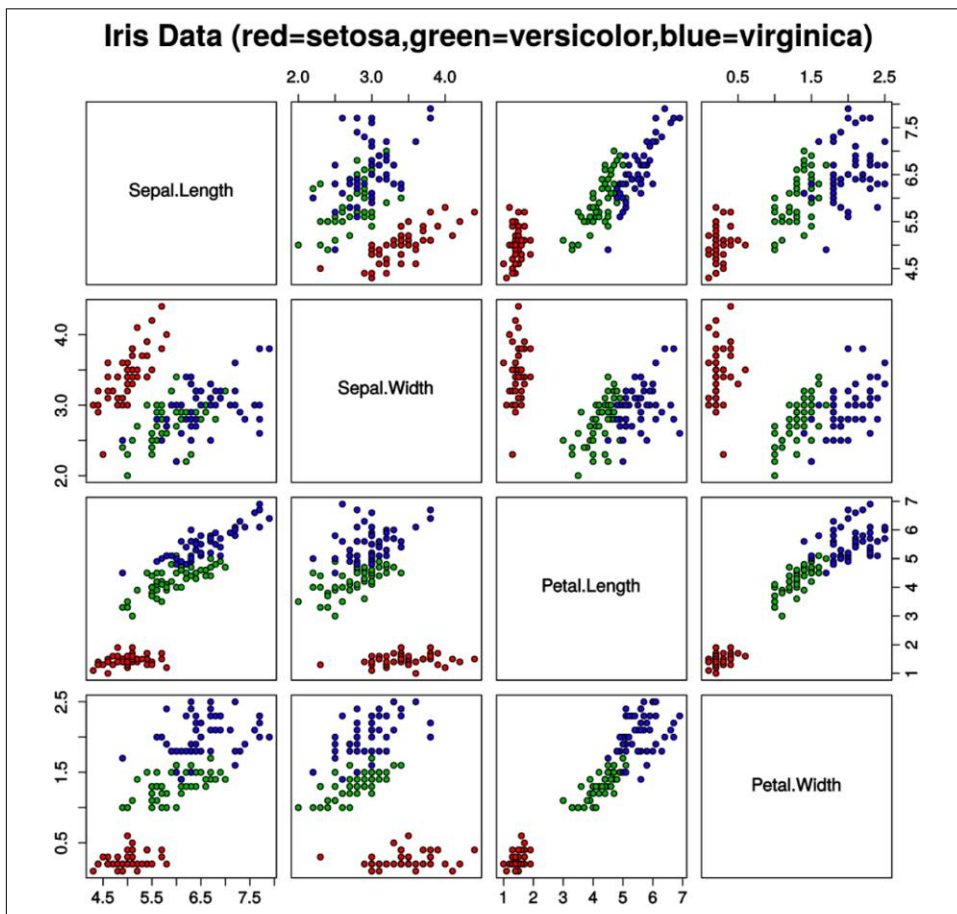 Iris Data (red=setosa,green=versicolor,blue=virginica)
2.0 3.0 4.0
0.5 1.5 2.5
Sepal.Length
4.5 5.5 6.5 7.5
2.0 3.0 4.0
Sepal.Width
Petal.Length
1 2 3 4 5 6 7
0.5 1.5 2.5
Petal.Width
4.5 5.5 6.5 7.5
1 2 3 4 5 6 7